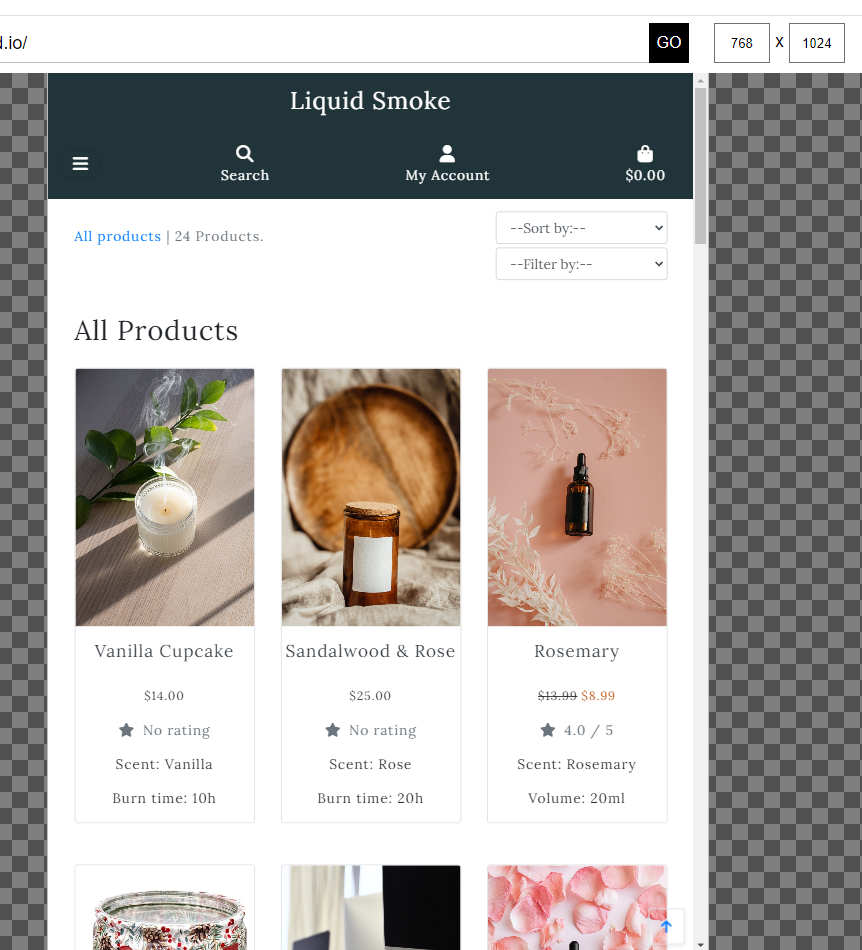 d.io/
GO
768 X 1024
Liquid Smoke
Search
My Account
$0.00
All products | 24 Products.
--Sort by:--
--Filter by:--
All Products
Vanilla Cupcake
$14.00
No rating
Scent: Vanilla
Burn time: 10h
Sandalwood & Rose
$25.00
No rating
Scent: Rose
Burn time: 20h
Rosemary
$13.99 $8.99
4.0 / 5
Scent: Rosemary
Volume: 20ml